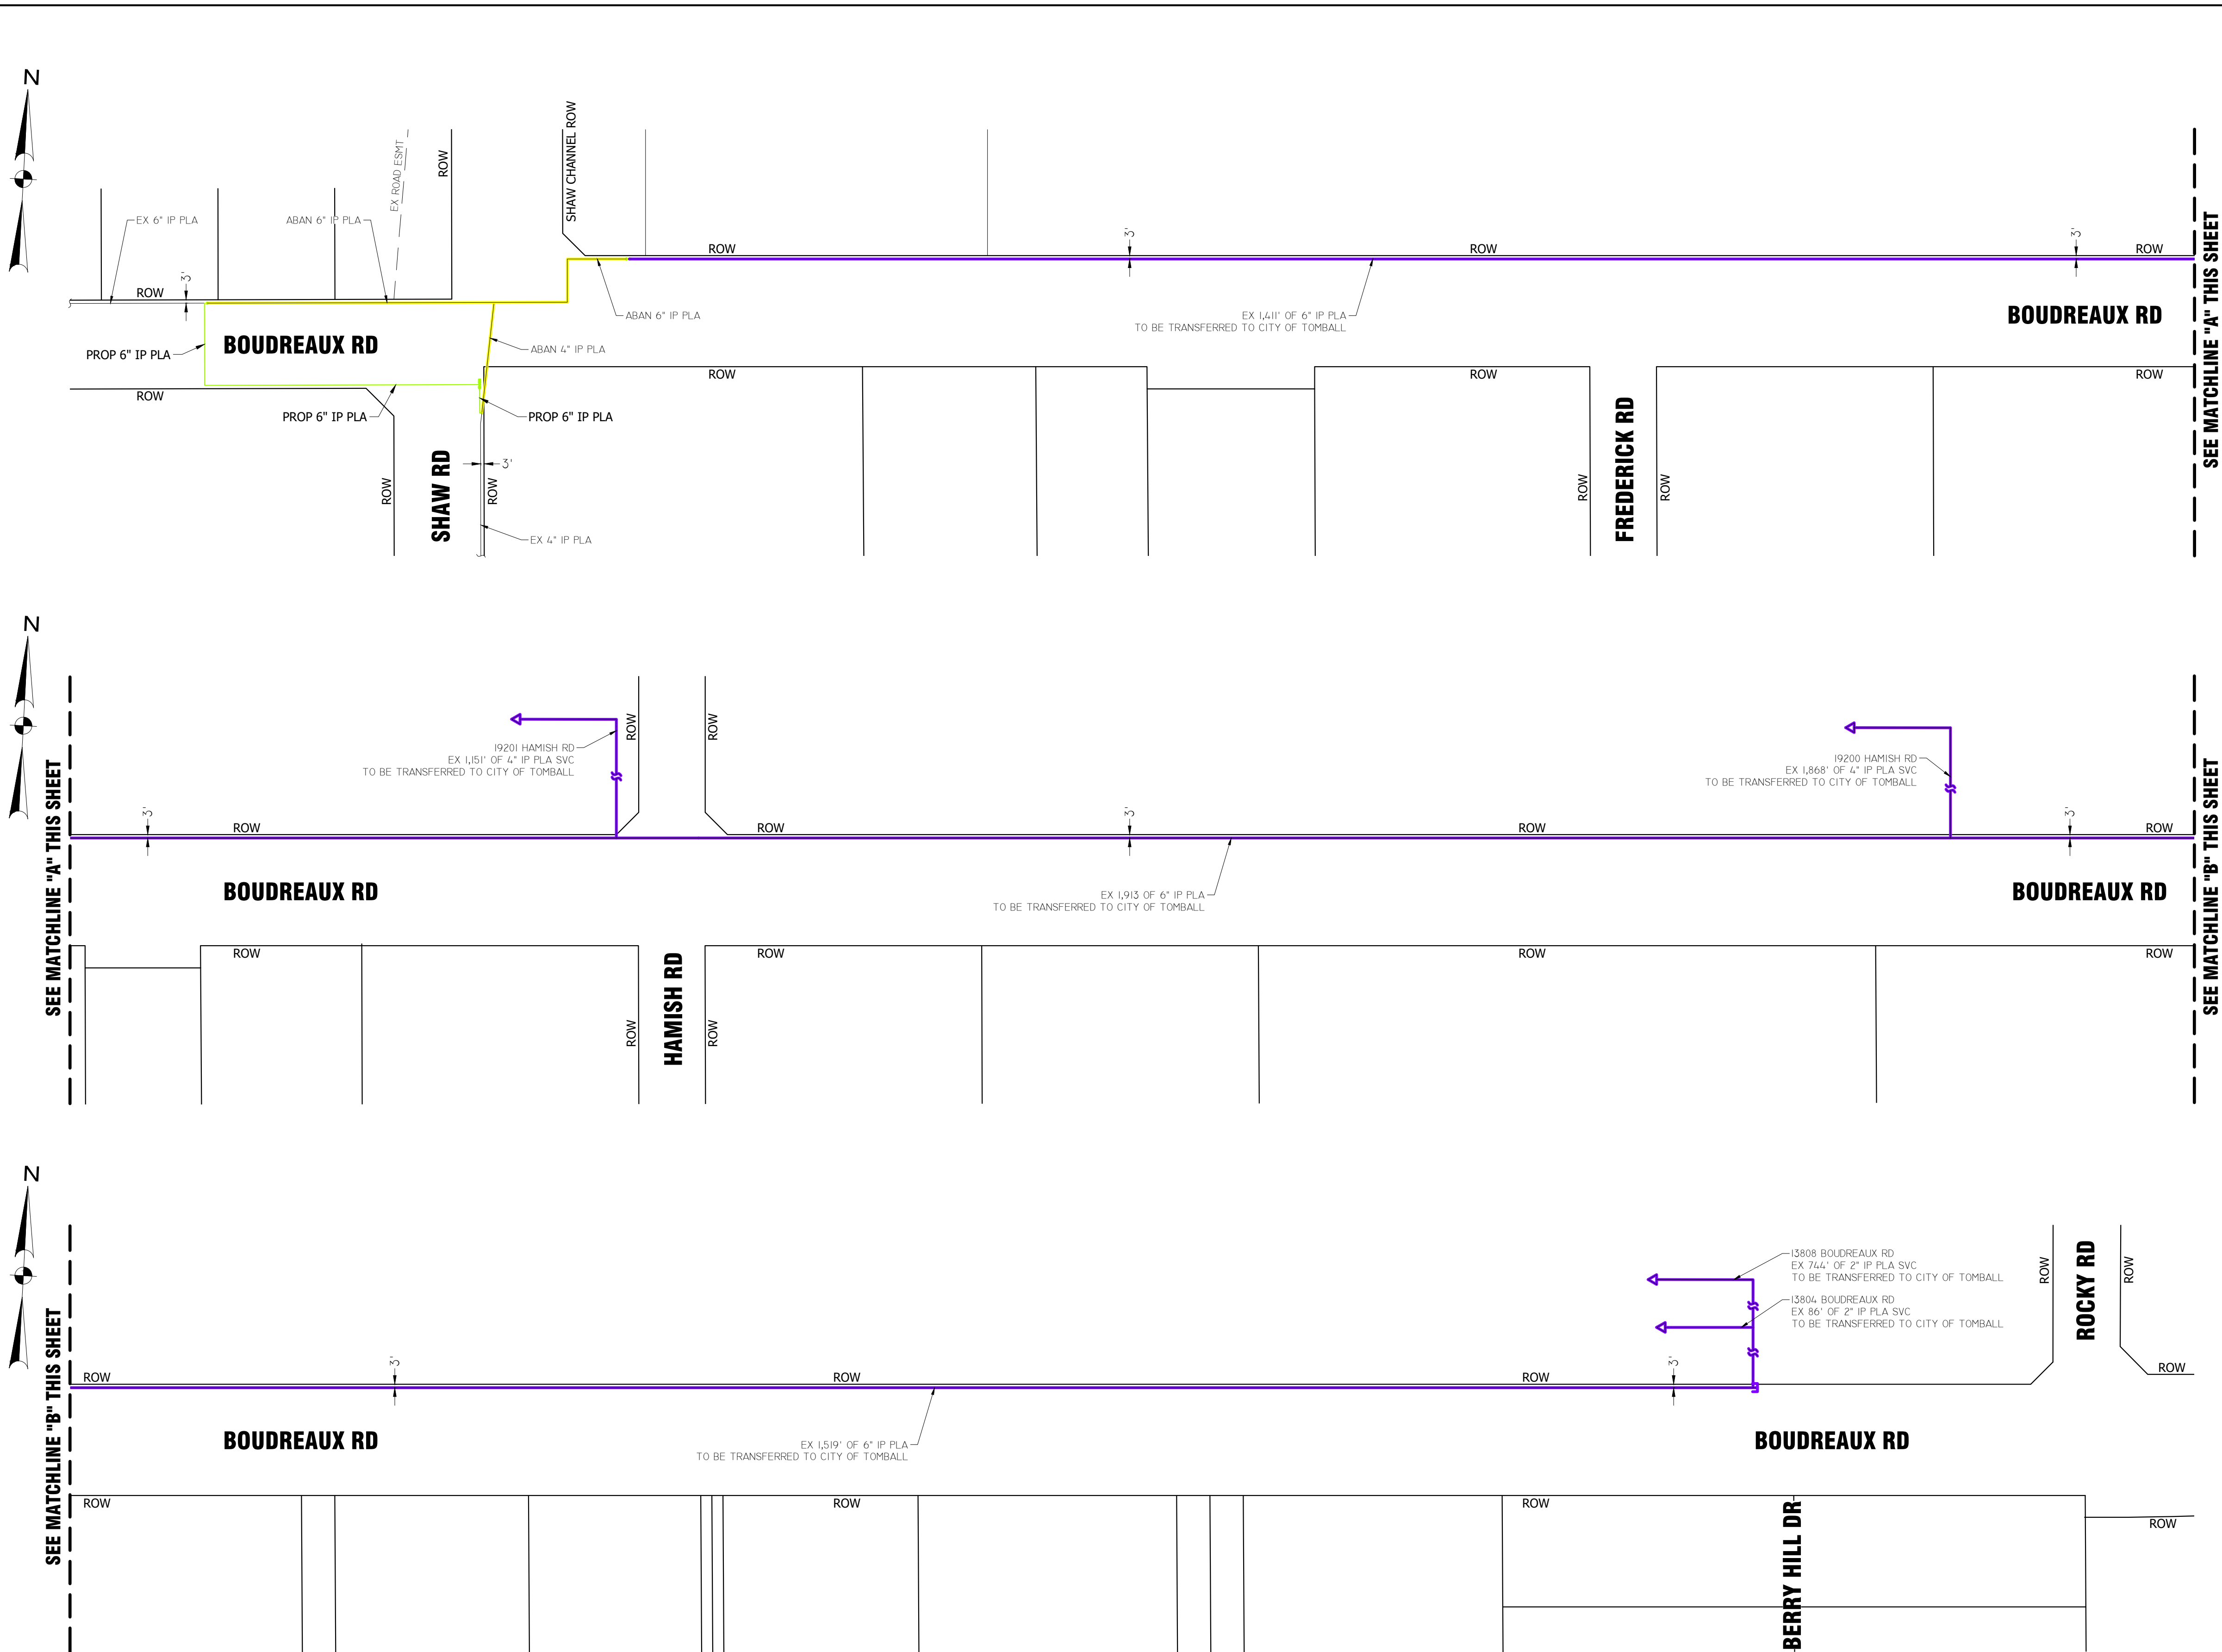 N
SHAW CHANNEL ROW
EX ROAD ESMT
ROW
EX 6" IP PLA
ABAN 6" IP PLA
3'
ROW
ROW
3'
ROW
3'
ROW
SEE MATCHLINE "A" THIS SHEET
ABAN 6" IP PLA
EX 1,411' OF 6" IP PLA
TO BE TRANSFERRED TO CITY OF TOMBALL
BOUDREAUX RD
PROP 6" IP PLA
BOUDREAUX RD
ABAN 4" IP PLA
ROW
ROW
ROW
ROW
PROP 6" IP PLA
PROP 6" IP PLA
SHAW RD
3'
ROW
ROW
EX 4" IP PLA
ROW
FREDERICK RD
ROW
N
SEE MATCHLINE "A" THIS SHEET
ROW
ROW
19201 HAMISH RD
EX 1,151' OF 4" IP PLA SVC
TO BE TRANSFERRED TO CITY OF TOMBALL
19200 HAMISH RD
EX 1,868' OF 4" IP PLA SVC
TO BE TRANSFERRED TO CITY OF TOMBALL
SEE MATCHLINE "B" THIS SHEET
3'
ROW
ROW
3'
ROW
3'
ROW
BOUDREAUX RD
EX 1,913 OF 6" IP PLA
TO BE TRANSFERRED TO CITY OF TOMBALL
BOUDREAUX RD
ROW
ROW
ROW
ROW
ROW
HAMISH RD
ROW
N
SEE MATCHLINE "B" THIS SHEET
13808 BOUDREAUX RD
EX 744' OF 2" IP PLA SVC
TO BE TRANSFERRED TO CITY OF TOMBALL
13804 BOUDREAUX RD
EX 86' OF 2" IP PLA SVC
TO BE TRANSFERRED TO CITY OF TOMBALL
ROW
ROCKY RD
ROW
ROW
ROW
3'
ROW
ROW
3'
BOUDREAUX RD
EX 1,519' OF 6" IP PLA
TO BE TRANSFERRED TO CITY OF TOMBALL
BOUDREAUX RD
ROW
ROW
ROW
BERRY HILL DR
ROW